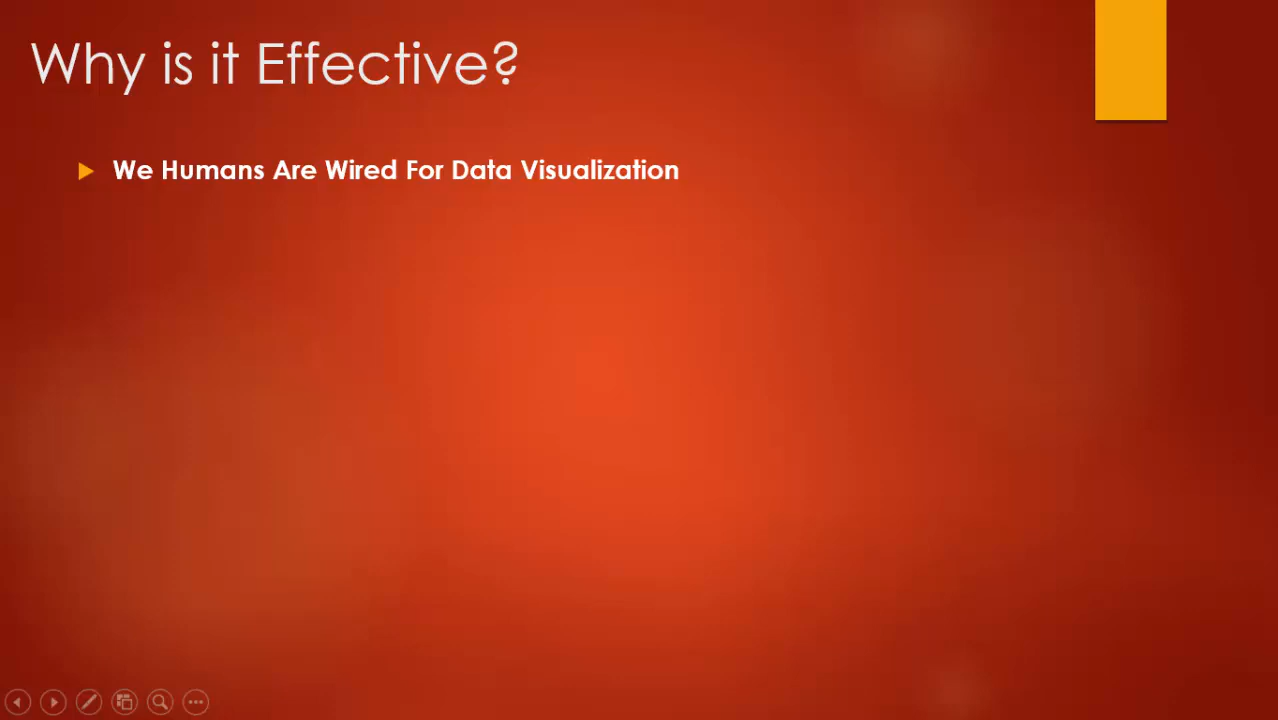 Why is it Effective?
We Humans Are Wired For Data Visualization